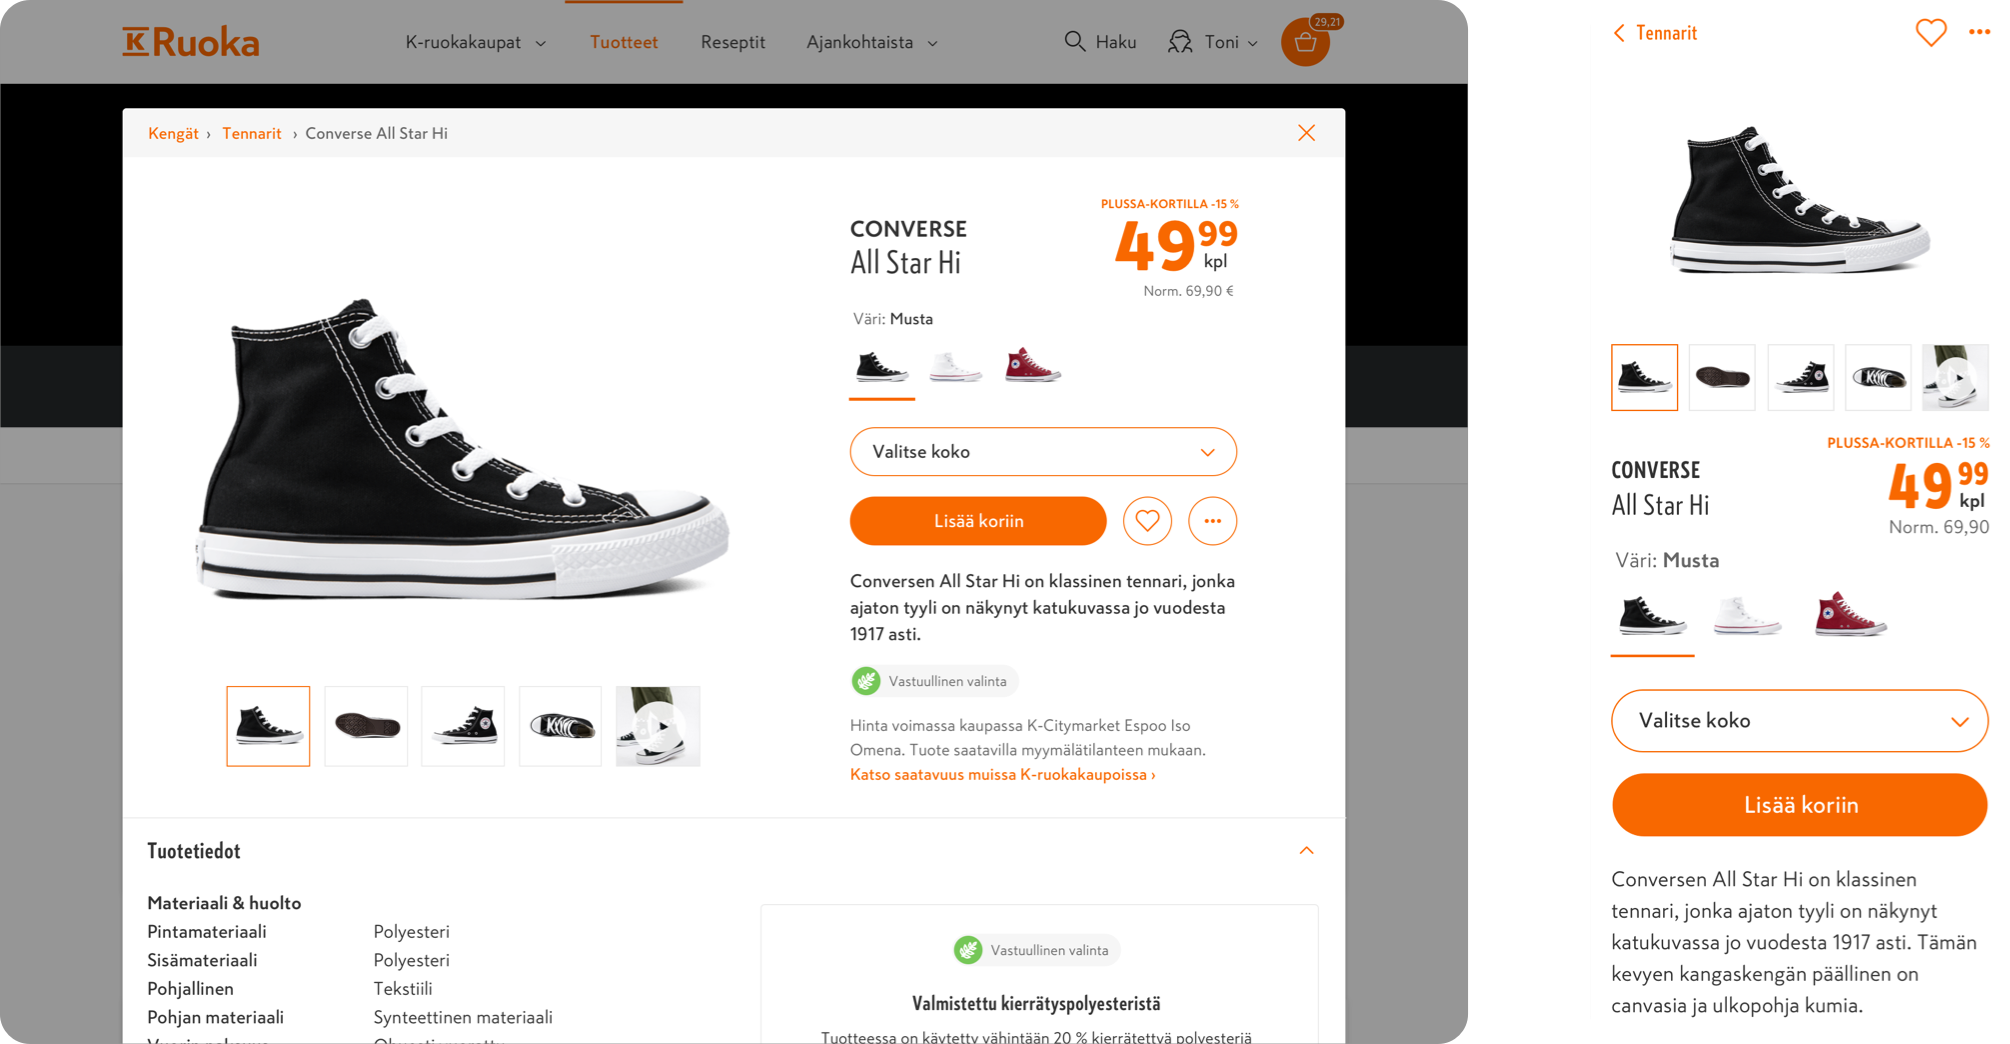 K Ruoka
K-ruokakaupat
Tuotteet
Reseptit
Ajankohtaista
Haku
Toni
29,21
Kengät › Tennarit › Converse All Star Hi
PLUSSA-KORTILLA -15 %
CONVERSE
All Star Hi
49 99
kpl
Norm. 69,90 €
Väri: Musta
Valitse koko
Lisää koriin
Conversen All Star Hi on klassinen tennari, jonka
ajaton tyyli on näkynyt katukuvassa jo vuodesta
1917 asti.
Vastuullinen valinta
Hinta voimassa kaupassa K-Citymarket Espoo Iso
Omena. Tuote saatavilla myymälätilanteen mukaan.
Katso saatavuus muissa K-ruokakaupoissa ›
Tuotetiedot
Materiaali & huolto
Pintamateriaali Polyesteri
Sisämateriaali Polyesteri
Pohjallinen Tekstiili
Pohjan materiaali Synteettinen materiaali
Vastuullinen valinta
Valmistettu kierrätyspolyesteristä
Tuotteessa on käytetty vähintään 20 % kierrätettyä polyesteriä
Tennarit
PLUSSA-KORTILLA -15 %
CONVERSE
All Star Hi
49 99
kpl
Norm. 69,90
Väri: Musta
Valitse koko
Lisää koriin
Conversen All Star Hi on klassinen
tennari, jonka ajaton tyyli on näkynyt
katukuvassa jo vuodesta 1917 asti. Tämän
kevyen kangaskengän päällinen on
canvasia ja ulkopohja kumia.